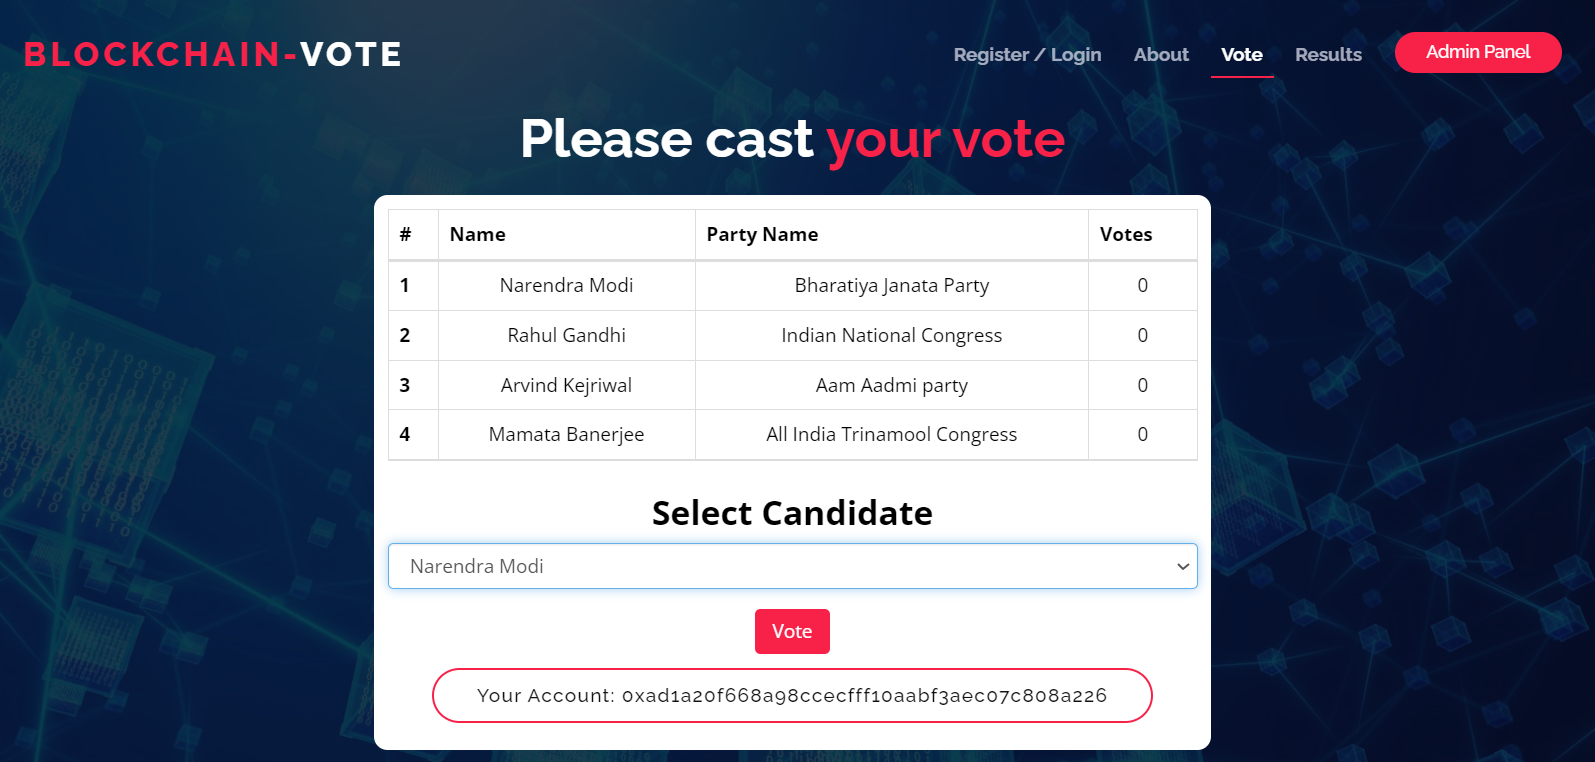 BLOCKCHAIN-VOTE
Register / Login About Vote Results Admin Panel
Please cast your vote
# Name Party Name Votes
1 Narendra Modi Bharatiya Janata Party 0
2 Rahul Gandhi Indian National Congress 0
3 Arvind Kejriwal Aam Aadmi party 0
4 Mamata Banerjee All India Trinamool Congress 0
Select Candidate
Narendra Modi
Vote
Your Account: 0xad1a20f668a98ccecfff10aabf3aec07c808a226